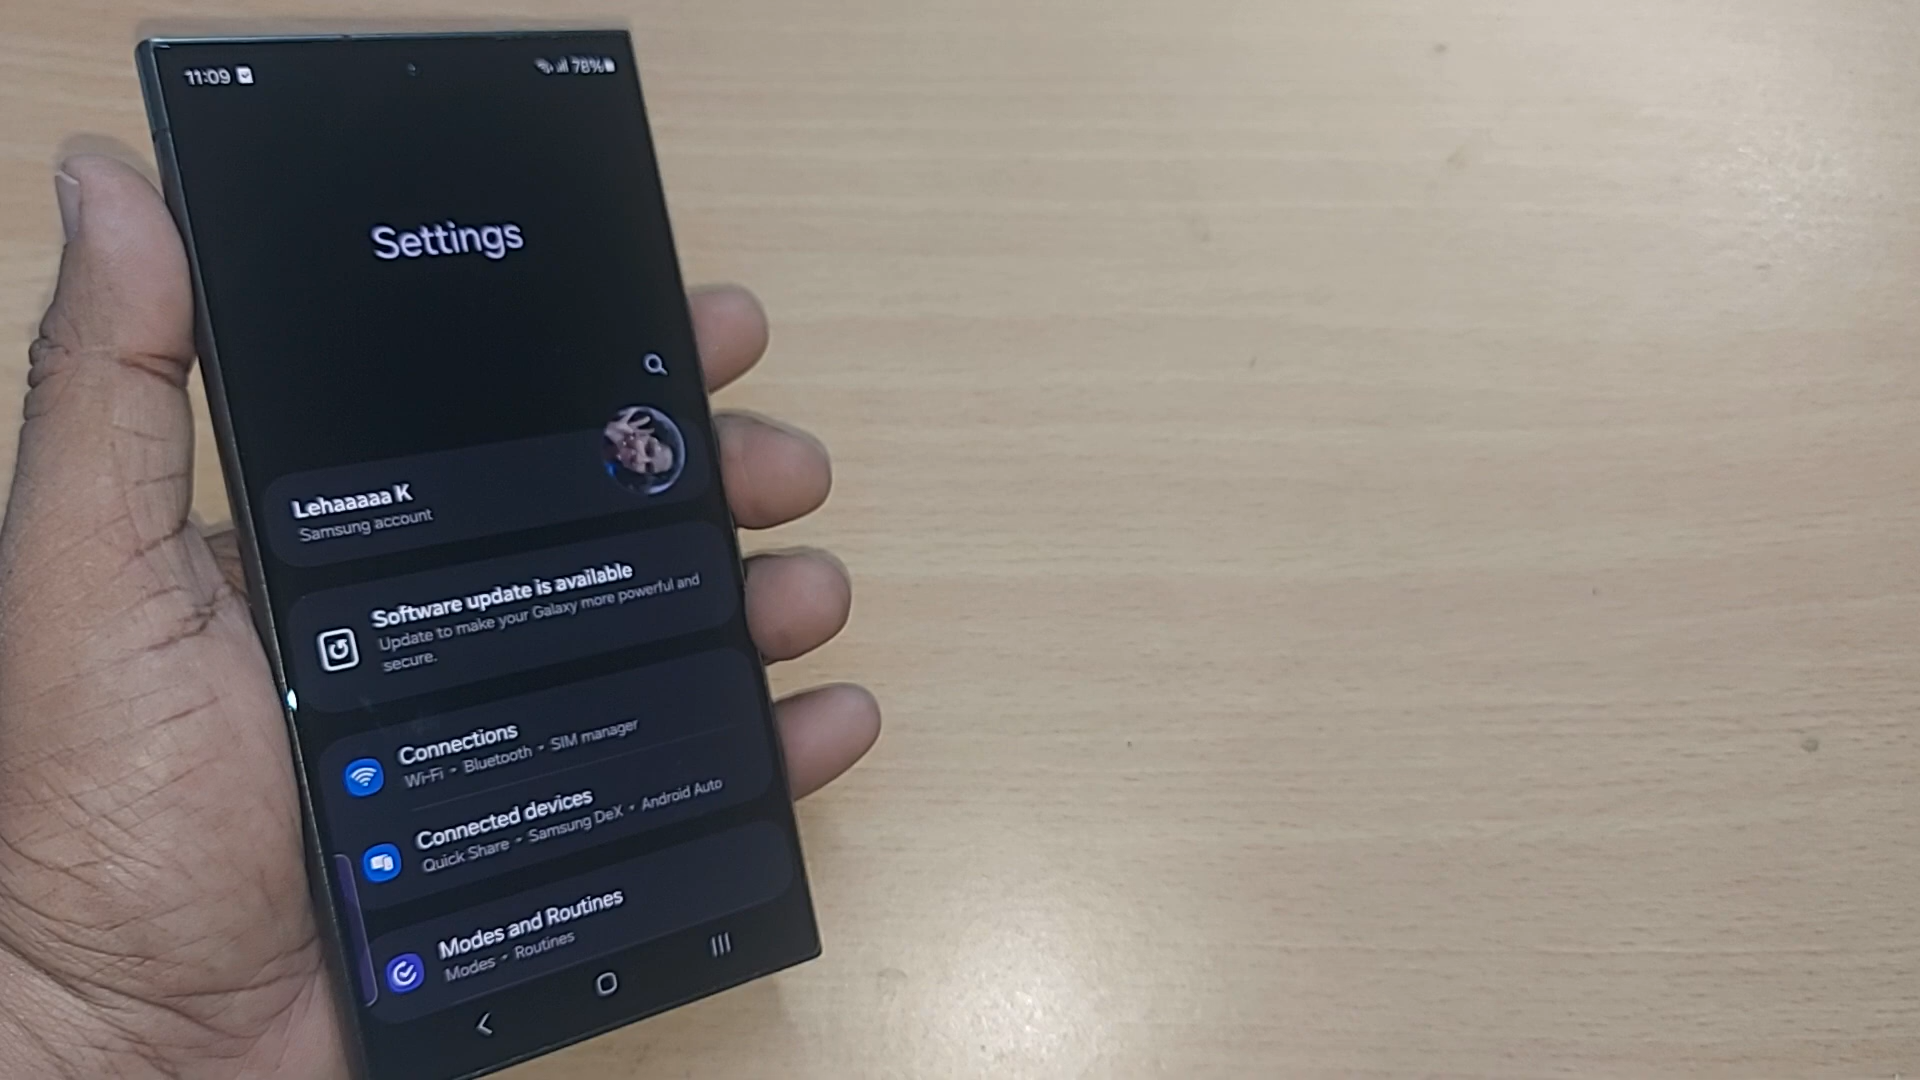 11:09 78%
Settings
Lehaaaaa K
Samsung account
Software update is available
Update to make your Galaxy more powerful and
secure.
Connections
Wi-Fi • Bluetooth • SIM manager
Connected devices
Quick Share • Samsung DeX • Android Auto
Modes and Routines
Modes • Routines